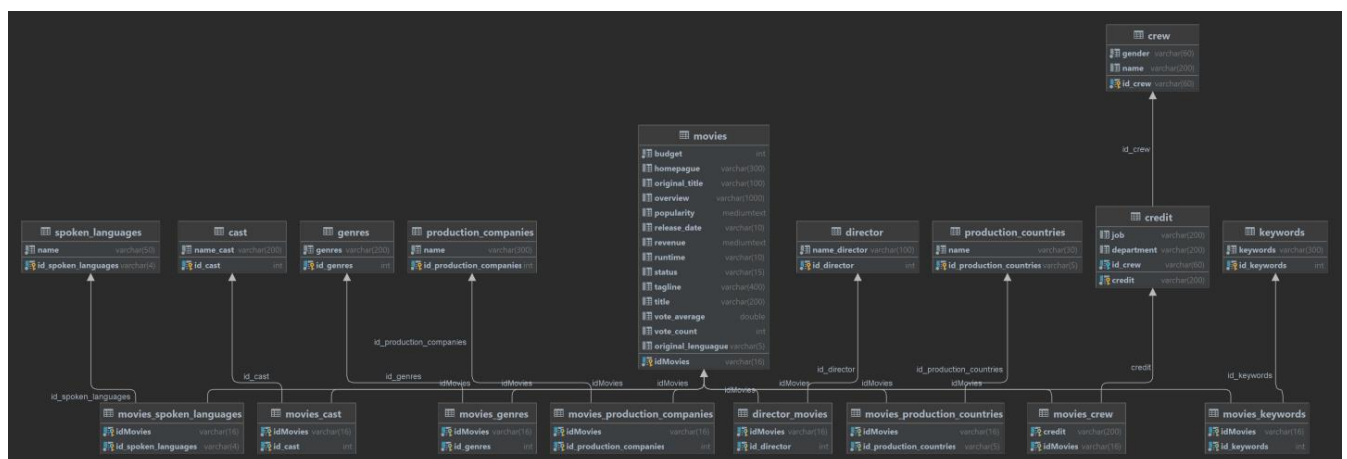 crew
gender varchar(60)
name varchar(200)
id_crew varchar(60)
id_crew
movies
budget int
homepague varchar(300)
original_title varchar(100)
overview varchar(1000)
popularity mediumtext
release_date varchar(10)
revenue mediumtext
runtime varchar(10)
status varchar(15)
tagline varchar(400)
title varchar(200)
vote_average double
vote_count int
original_lenguague varchar(5)
idMovies varchar(16)
spoken_languages
name varchar(50)
id_spoken_languages varchar(4)
cast
name_cast varchar(200)
id_cast int
genres
genres varchar(200)
id_genres int
production_companies
name varchar(300)
id_production_companies int
director
name_director varchar(100)
id_director int
production_countries
name varchar(30)
id_production_countries varchar(5)
credit
job varchar(200)
department varchar(200)
id_crew varchar(60)
credit varchar(200)
keywords
keywords varchar(300)
id_keywords int
id_production_companies
id_spoken_languages
id_cast
id_genres
idMovies
idMovies
idMovies
idMovies
idMovies
id_director
idMovies
id_production_countries
idMovies
credit
id_keywords
movies_spoken_languages
idMovies varchar(16)
id_spoken_languages varchar(4)
movies_cast
idMovies varchar(16)
id_cast int
movies_genres
idMovies varchar(16)
id_genres int
movies_production_companies
idMovies varchar(16)
id_production_companies int
director_movies
idMovies varchar(16)
id_director int
movies_production_countries
idMovies varchar(16)
id_production_countries varchar(5)
movies_crew
credit varchar(200)
idMovies varchar(16)
movies_keywords
idMovies varchar(16)
id_keywords int